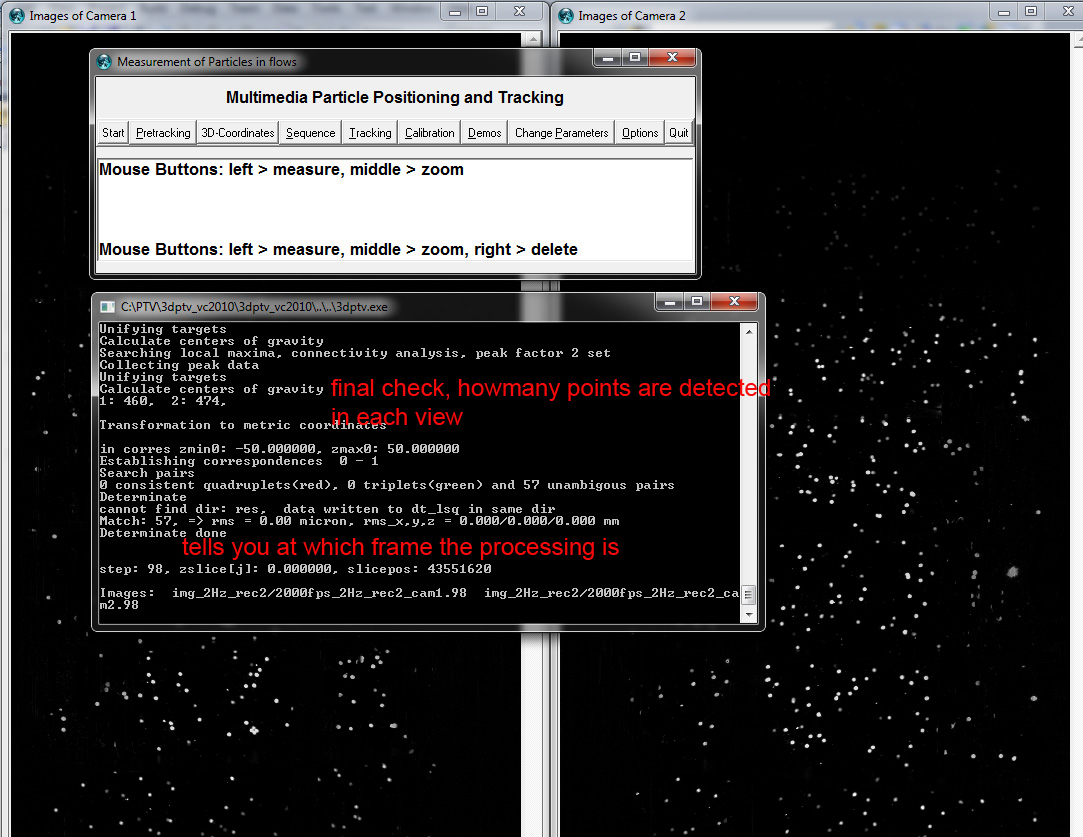 Images of Camera 1
Images of Camera 2
Measurement of Particles in flows
Multimedia Particle Positioning and Tracking
Start Pretracking 3D-Coordinates Sequence Tracking Calibration Demos Change Parameters Options Quit
Mouse Buttons: left > measure, middle > zoom
Mouse Buttons: left > measure, middle > zoom, right > delete
C:\PTV\3dptv_vc2010\3dptv_vc2010\..\..\3dptv.exe
Unifying targets
Calculate centers of gravity
Searching local maxima, connectivity analysis, peak factor 2 set
Collecting peak data
Unifying targets
Calculate centers of gravity
final check, howmany points are detected
1: 460,  2: 474,
in each view
Transformation to metric coordinates
in corres zmin0: -50.000000, zmax0: 50.000000
Establishing correspondences  0 - 1
Search pairs
0 consistent quadruplets(red), 0 triplets(green) and 57 unambigous pairs
Determinate
cannot find dir: res,  data written to dt_lsq in same dir
Match: 57, => rms = 0.00 micron, rms_x,y,z = 0.000/0.000/0.000 mm
Determinate done
tells you at which frame the processing is
step: 98, zslice[j]: 0.000000, slicepos: 43551620
Images:  img_2Hz_rec2/2000fps_2Hz_rec2_cam1.98  img_2Hz_rec2/2000fps_2Hz_rec2_ca
m2.98